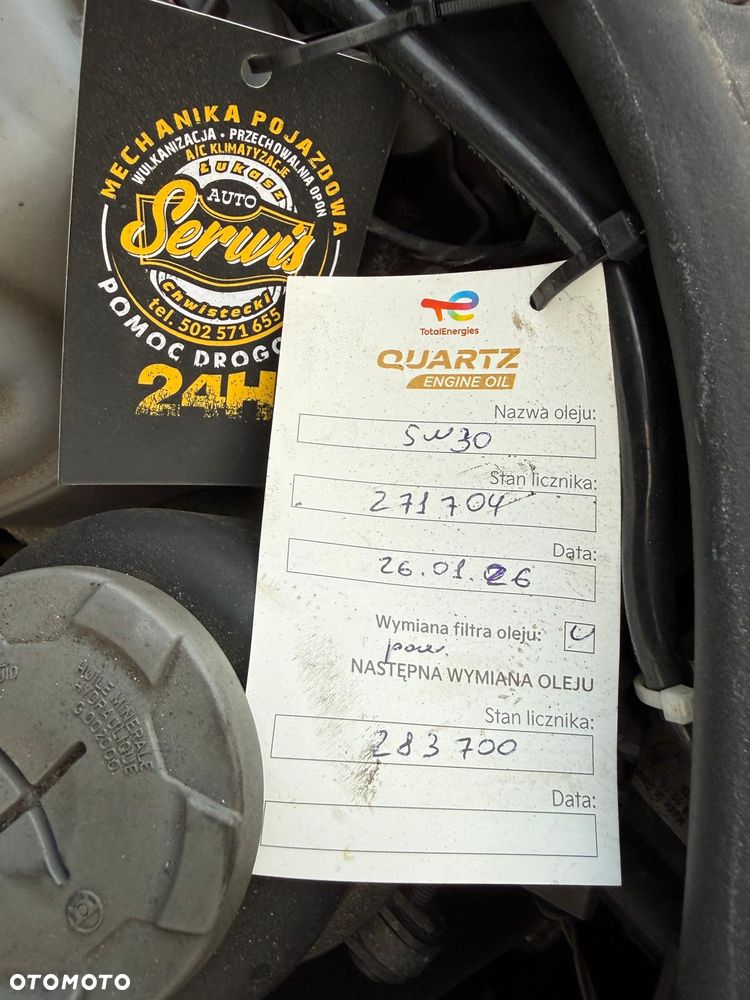 MECHANIKA POJAZDOWA
WULKANIZACJA • PRZECHOWALNIA OPON
A/C KLIMATYZACJE
Łukasz
AUTO
Serwis
Chwistecki
tel. 502 571 655
POMOC DROGO
24H
TotalEnergies
QUARTZ
ENGINE OIL
Nazwa oleju:
5W30
Stan licznika:
271704
Data:
26.01.26
Wymiana filtra oleju:
pow.
NASTĘPNA WYMIANA OLEJU
Stan licznika:
283700
Data:
HUILE MINERALE
HYDRAULIQUE
OTOMOTO